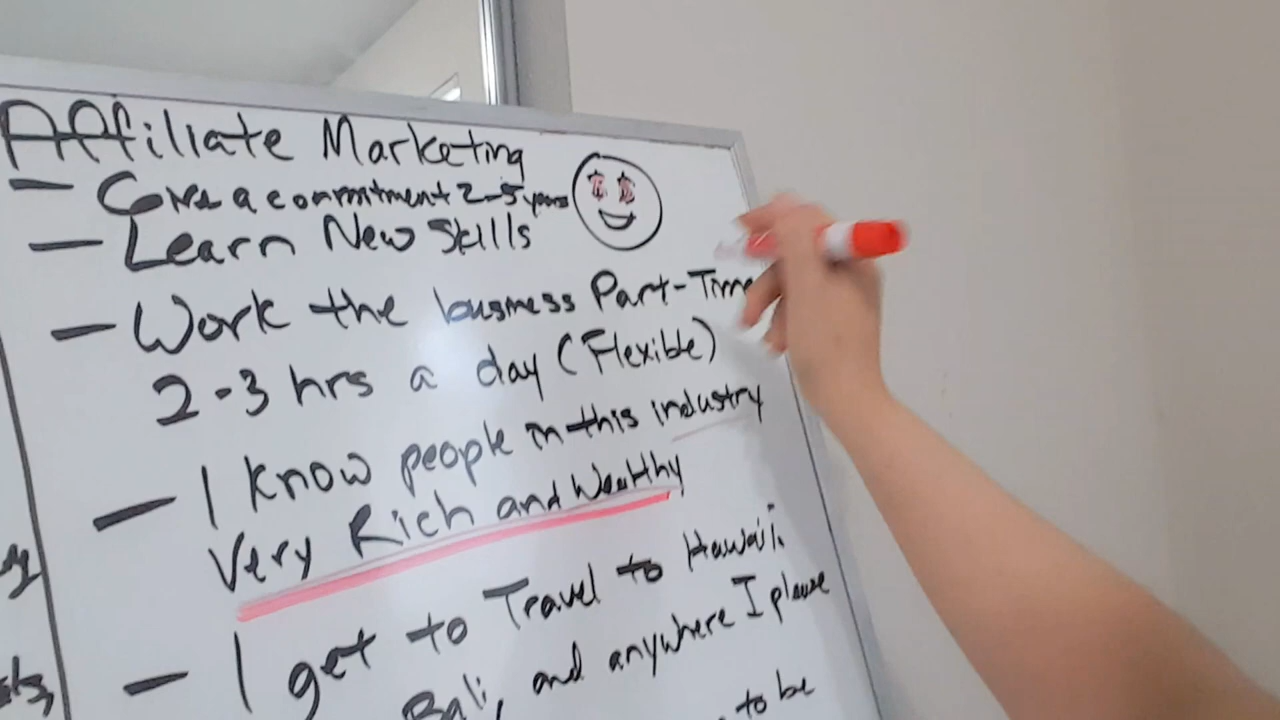 Affiliate Marketing
- Give a commitment 2-5 years
- Learn New Skills
- Work the business Part-Time
2-3 hrs a day (Flexible)
- I know people in this industry
Very Rich and Wealthy
- I get to Travel to Hawaii
Bali, and anywhere I please
to be